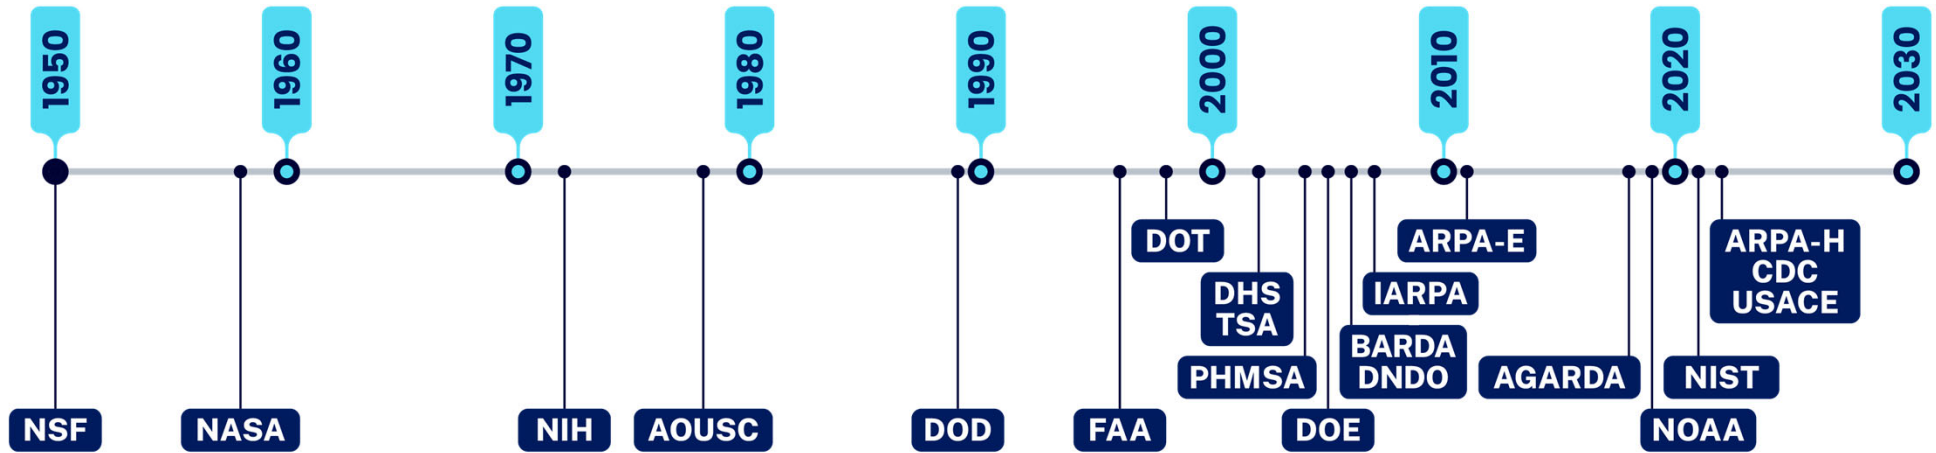 1950
1960
1970
1980
1990
2000
2010
2020
2030
DOT
ARPA-E
ARPA-H
CDC
USACE
DHS
TSA
IARPA
BARDA
DNDO
PHMSA
AGARDA
NIST
NSF
NASA
NIH
AOUSC
DOD
FAA
DOE
NOAA